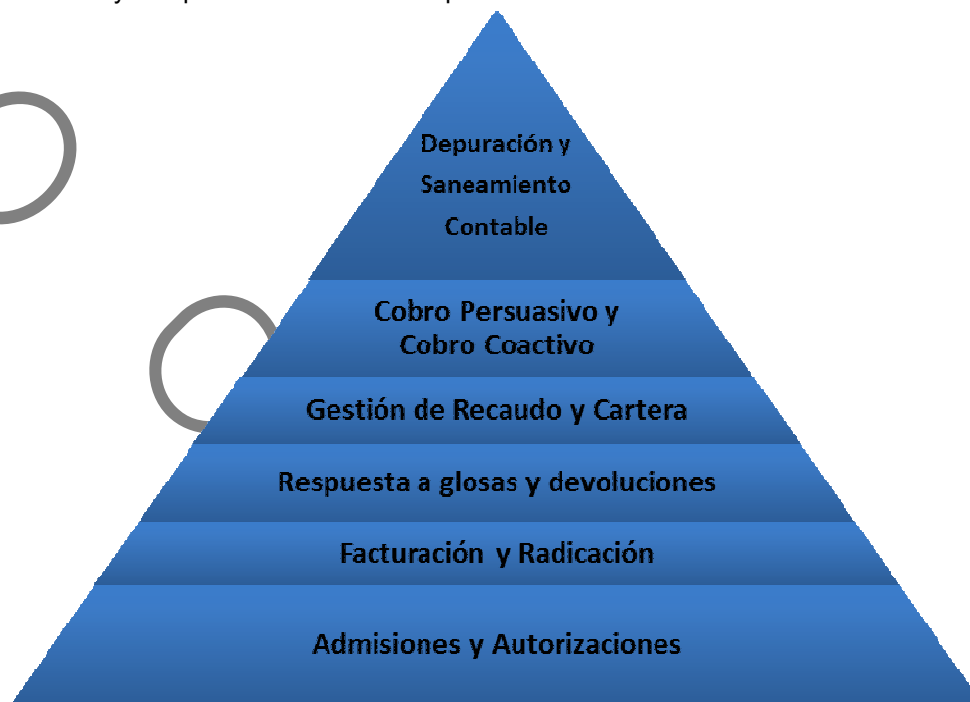 Depuración y
Saneamiento
Contable
Cobro Persuasivo y
Cobro Coactivo
Gestión de Recaudo y Cartera
Respuesta a glosas y devoluciones
Facturación y Radicación
Admisiones y Autorizaciones